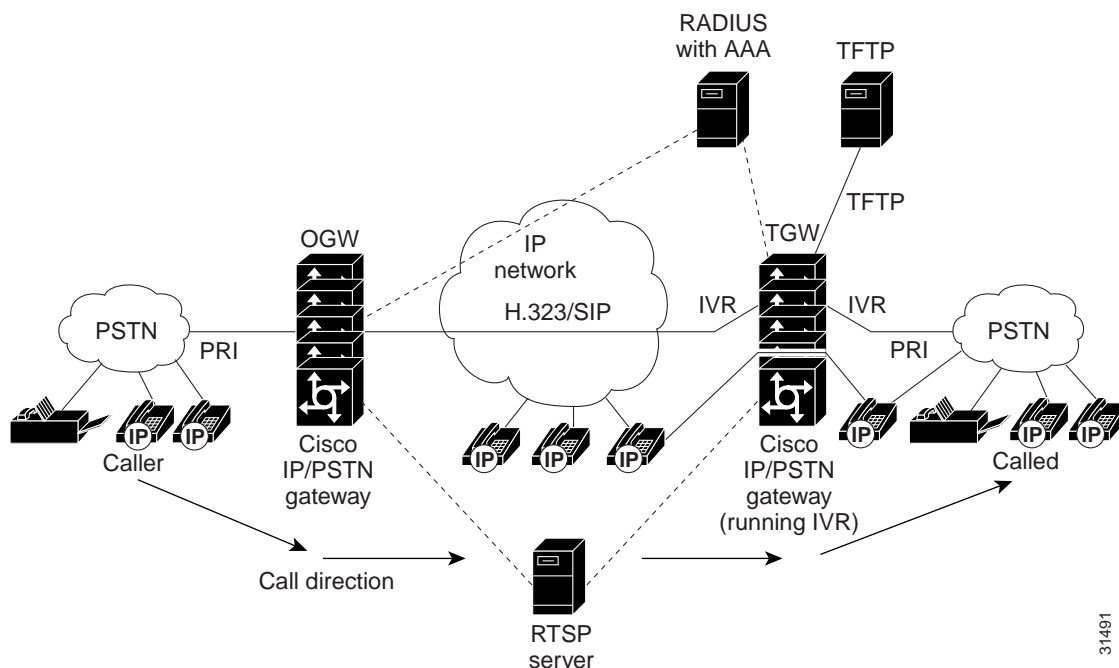 RADIUS
with AAA
TFTP
TFTP
OGW
TGW
IP
network
H.323/SIP
IVR
IVR
PSTN
PRI
PRI
PSTN
IP
IP
IP
IP
IP
IP
IP
IP
Caller
Cisco
IP/PSTN
gateway
Cisco
IP/PSTN
gateway
(running IVR)
Called
Call direction
RTSP
server
31491